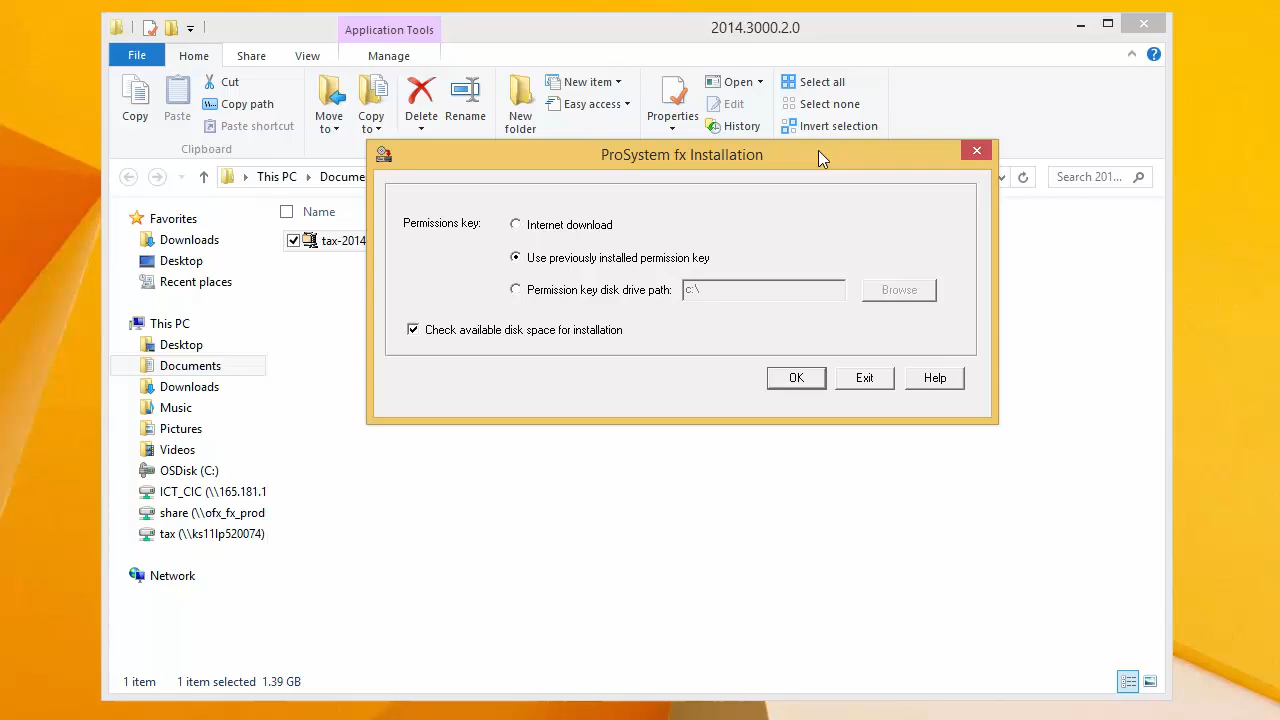 Application Tools
2014.3000.2.0
File
Home
Share
View
Manage
Copy
Paste
Cut
Copy path
Paste shortcut
Clipboard
Move to
Copy to
Delete
Rename
New folder
New item
Easy access
Properties
Open
Edit
History
Select all
Select none
Invert selection
This PC
Docume
Search 201...
Favorites
Downloads
Desktop
Recent places
This PC
Desktop
Documents
Downloads
Music
Pictures
Videos
OSDisk (C:)
ICT_CIC (\\165.181.1
share (\\ofx_fx_prod
tax (\\ks11lp520074)
Network
Name
tax-2014
ProSystem fx Installation
Permissions key:
Internet download
Use previously installed permission key
Permission key disk drive path:
c:\
Browse
Check available disk space for installation
OK
Exit
Help
1 item
1 item selected 1.39 GB